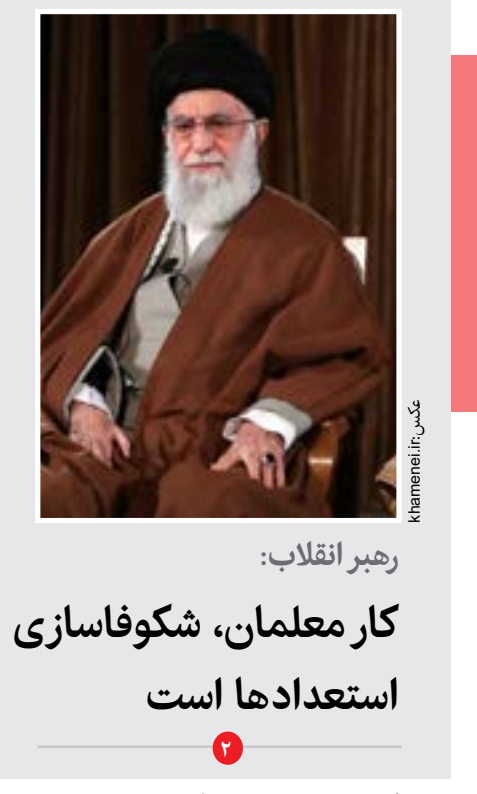 عکس:khamenei.ir
رهبر انقلاب:
کار معلمان، شکوفاسازی
استعدادها است
۲